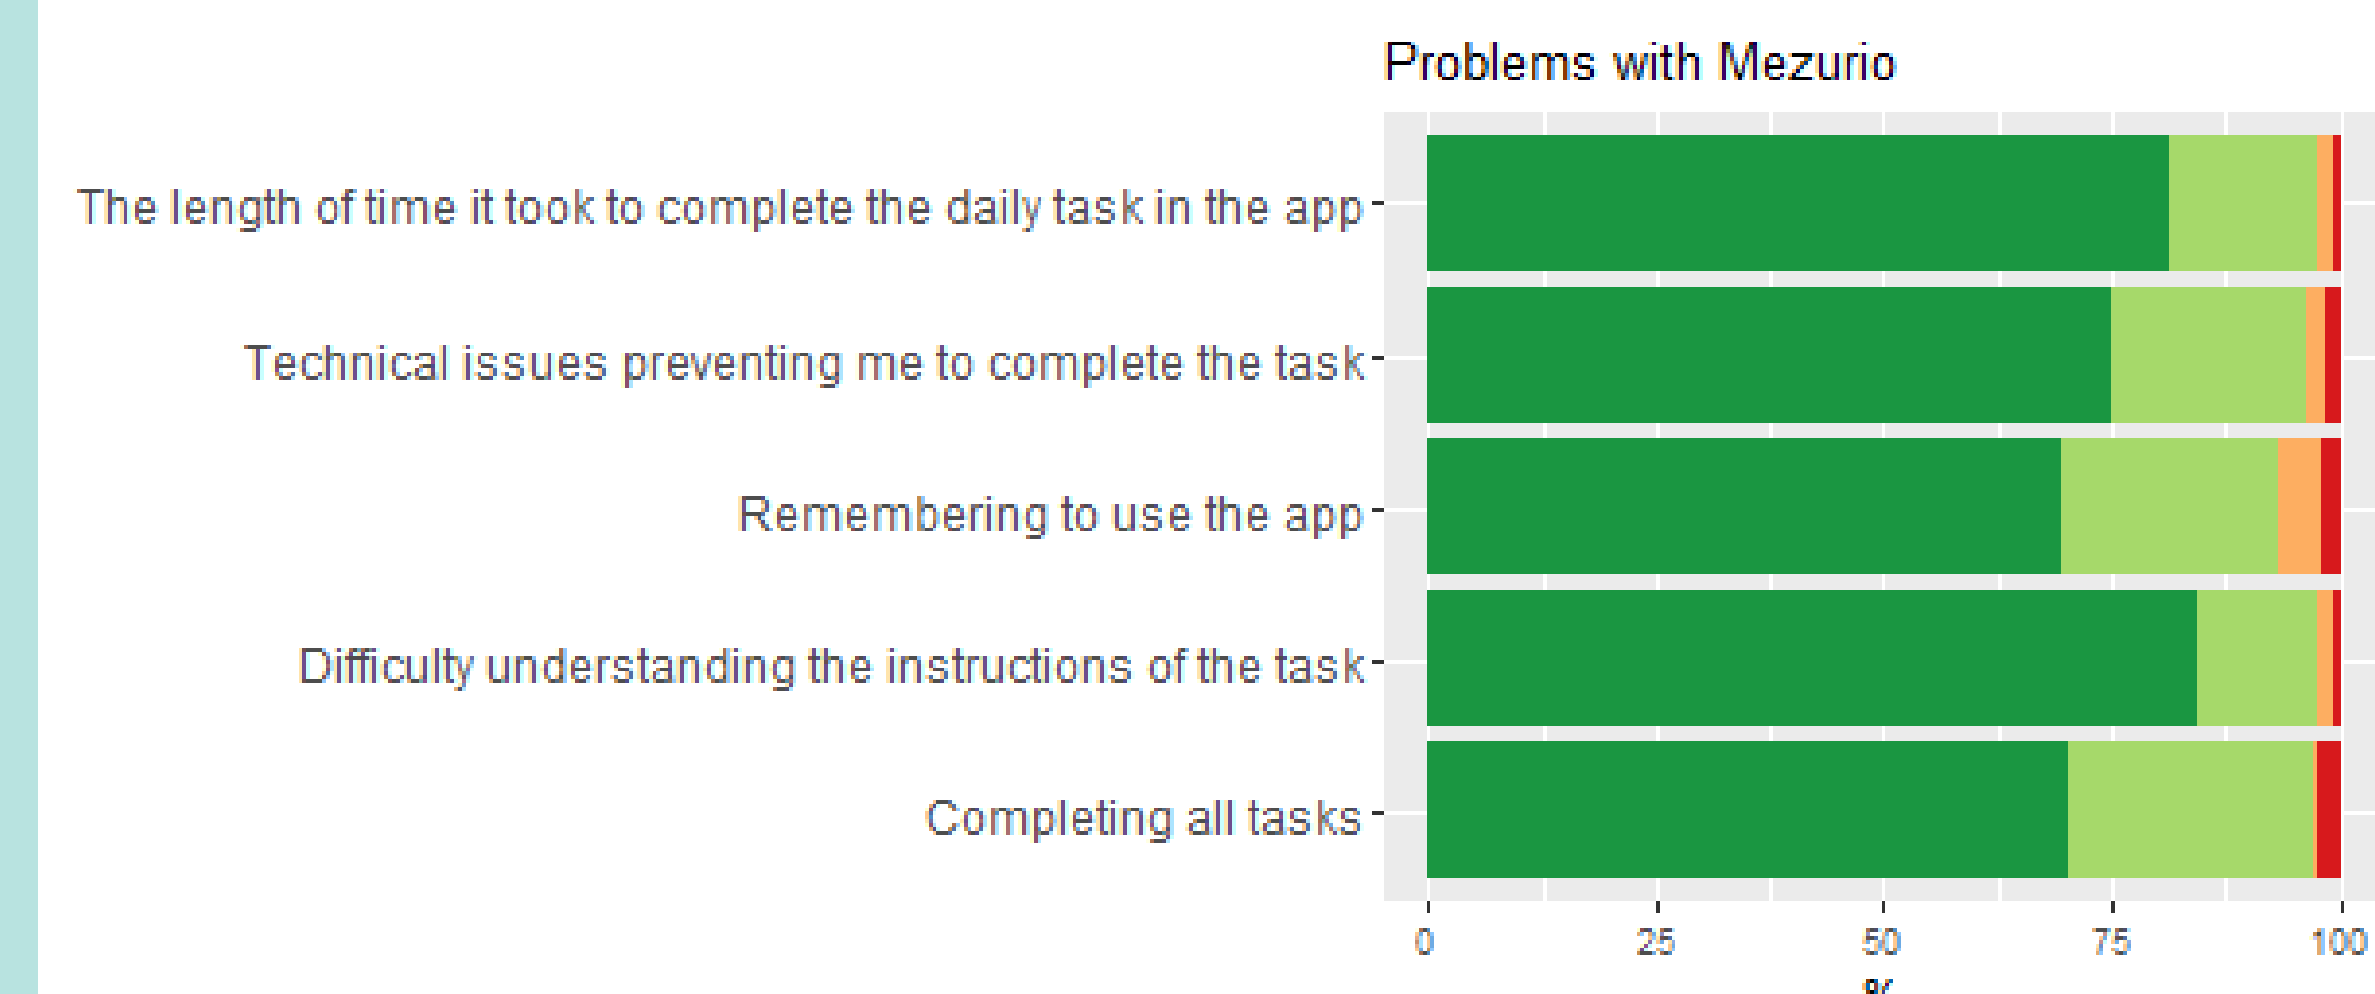 Problems with Mezurio
The length of time it took to complete the daily task in the app
Technical issues preventing me to complete the task
Remembering to use the app
Difficulty understanding the instructions of the task
Completing all tasks
0 25 50 75 100
%